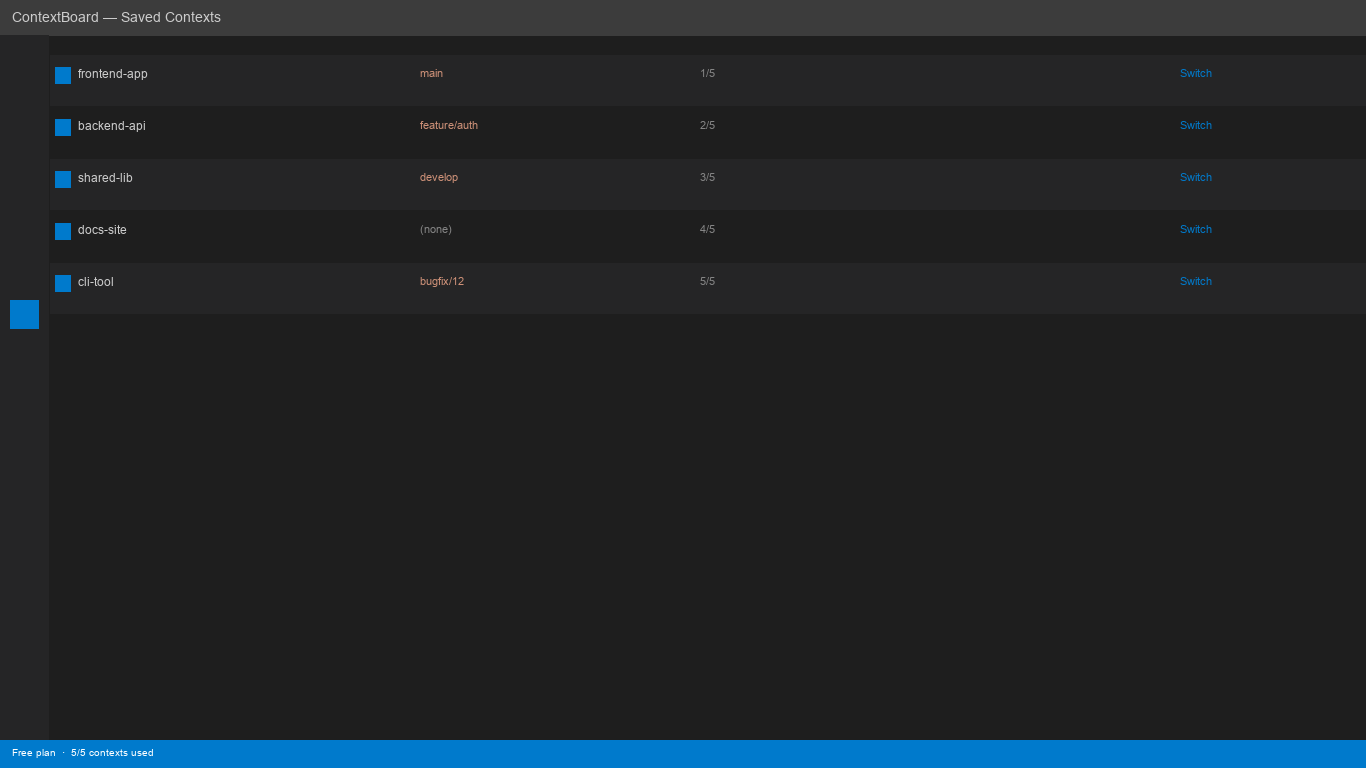 ContextBoard — Saved Contexts
frontend-app main 1/5 Switch
backend-api feature/auth 2/5 Switch
shared-lib develop 3/5 Switch
docs-site (none) 4/5 Switch
cli-tool bugfix/12 5/5 Switch
Free plan · 5/5 contexts used